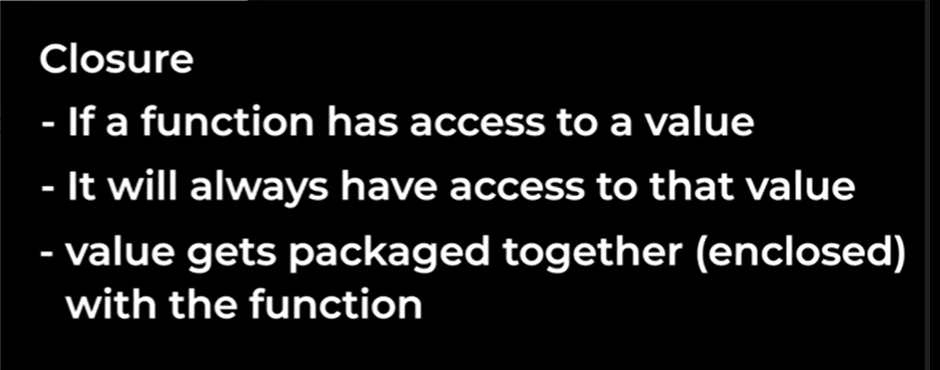 Closure
- If a function has access to a value
- It will always have access to that value
- value gets packaged together (enclosed)
with the function